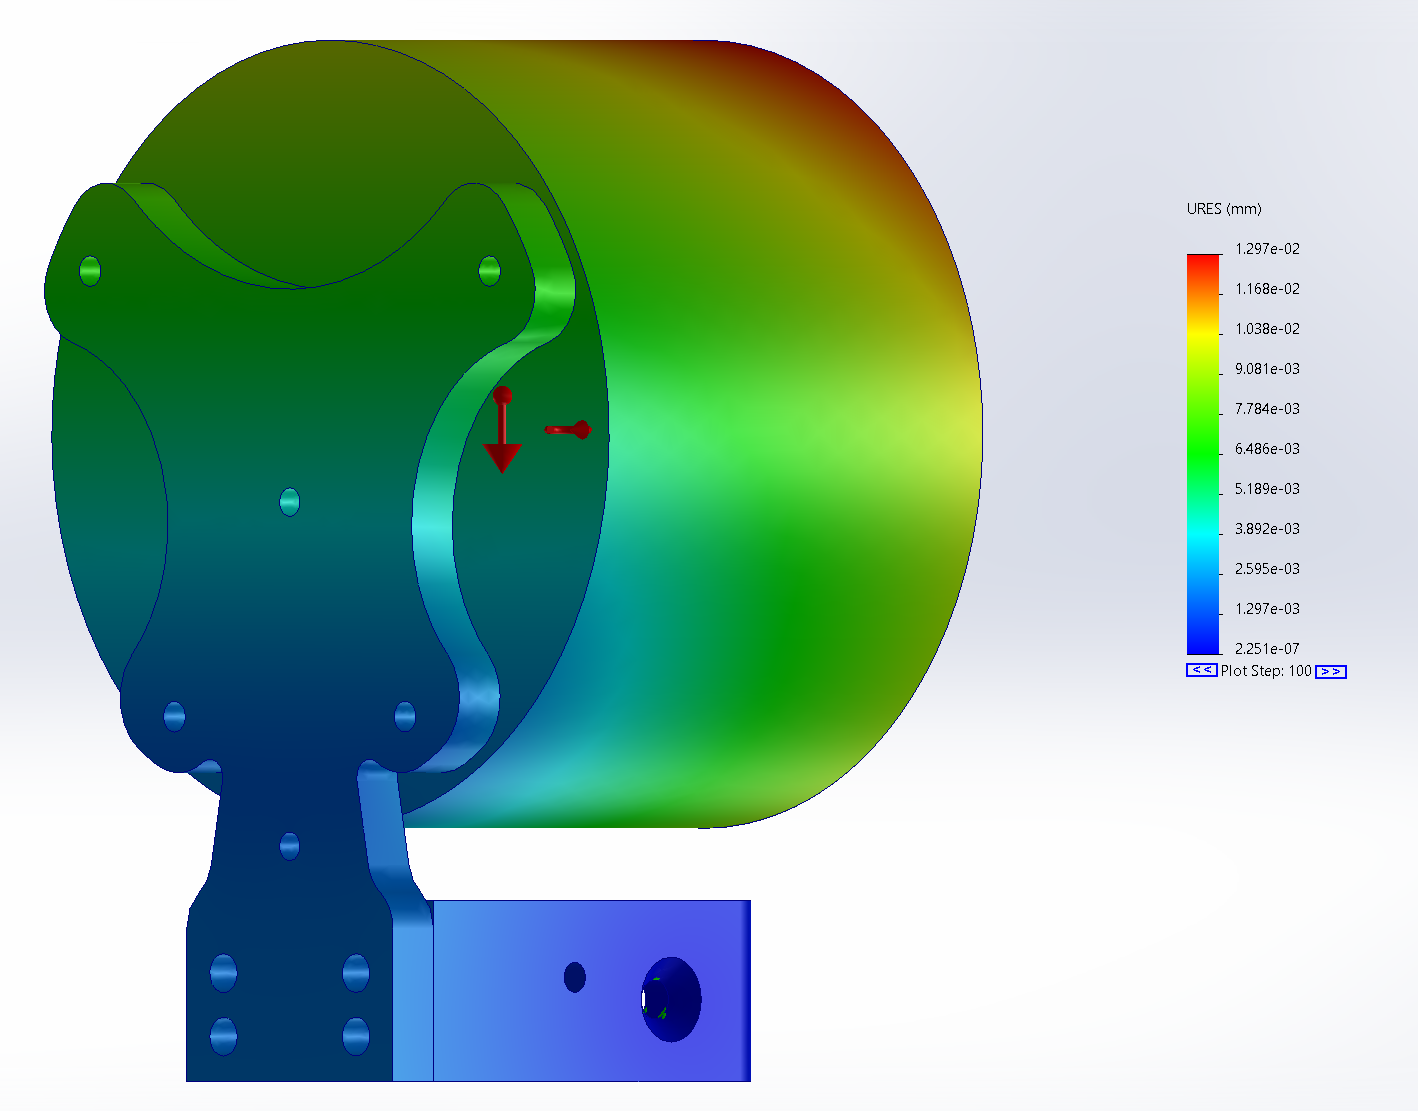 URES (mm)
1.297e-02
1.168e-02
1.038e-02
9.081e-03
7.784e-03
6.486e-03
5.189e-03
3.892e-03
2.595e-03
1.297e-03
2.251e-07
<< Plot Step: 100 >>